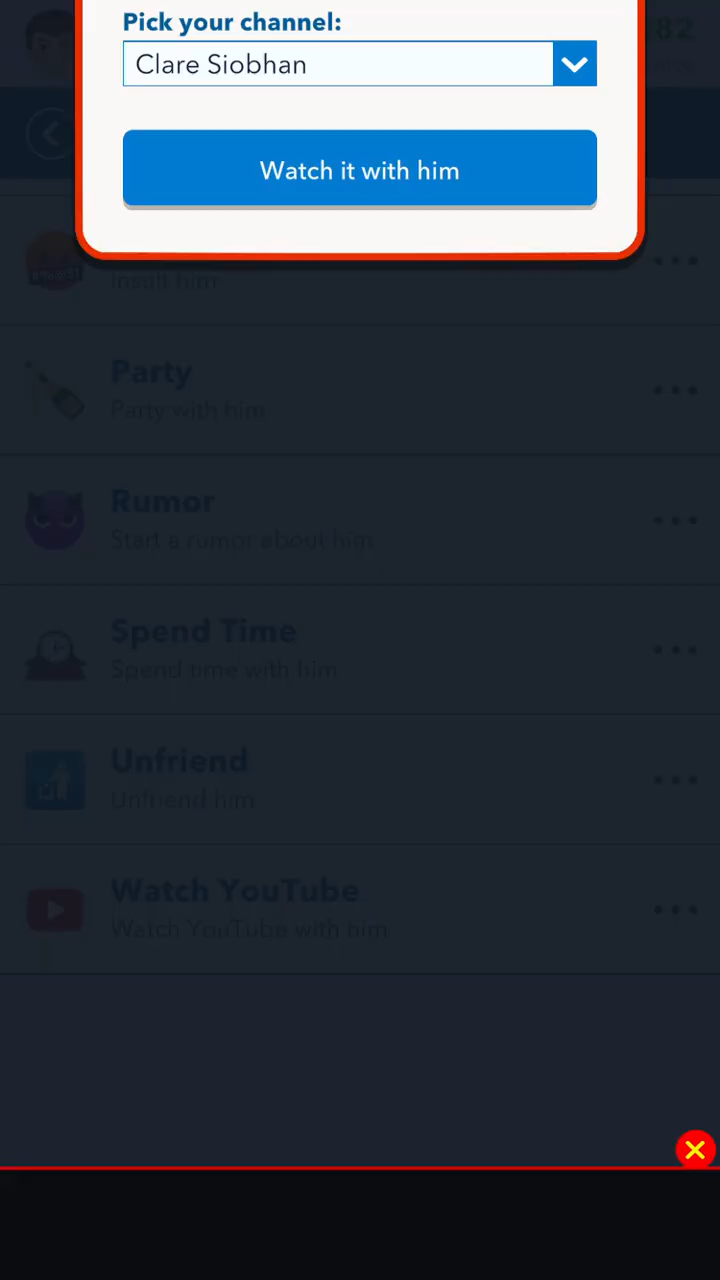 Pick your channel:
82
Clare Siobhan
Watch it with him
Insult him
Party
Party with him
Rumor
Start a rumor about him
Spend Time
Spend time with him
Unfriend
Unfriend him
Watch YouTube
Watch YouTube with him